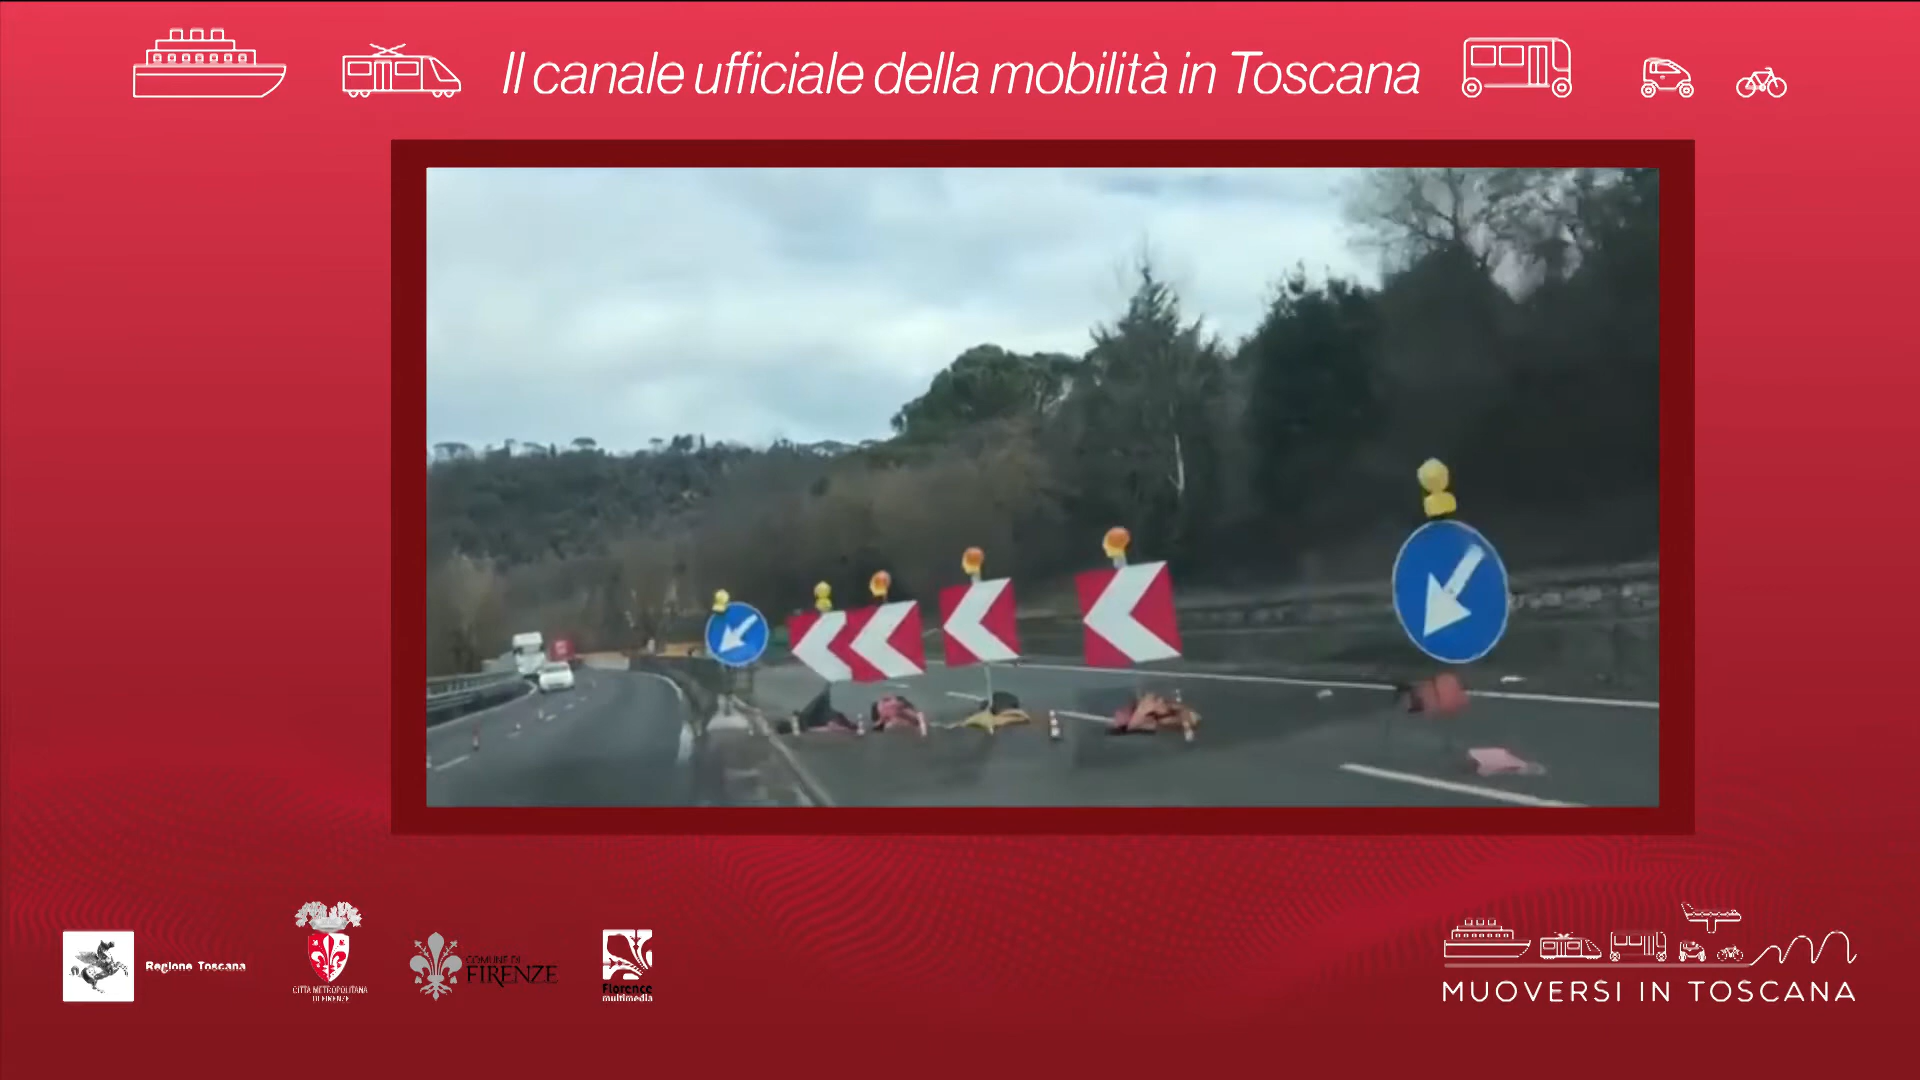 Il canale ufficiale della mobilità in Toscana
Regione Toscana
CITTÀ METROPOLITANA
DI FIRENZE
COMUNE DI
FIRENZE
Florence
multimedia
MUOVERSI IN TOSCANA